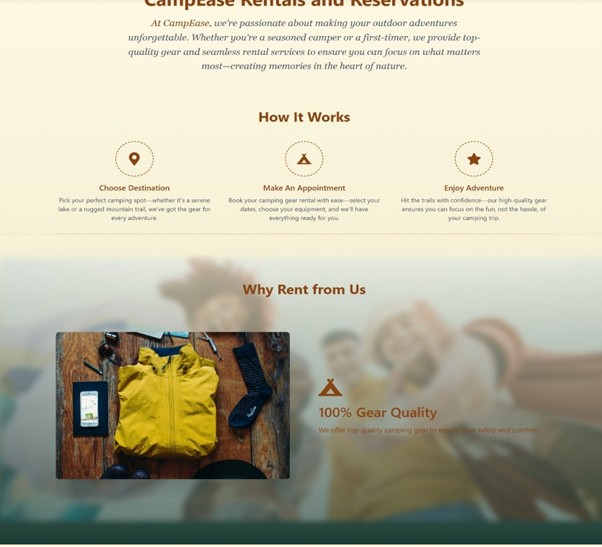 CampEase Rentals and Reservations
At CampEase, we're passionate about making your outdoor adventures
unforgettable. Whether you're a seasoned camper or a first-timer, we provide top-
quality gear and seamless rental services to ensure you can focus on what matters
most—creating memories in the heart of nature.
How It Works
Choose Destination
Pick your perfect camping spot—whether it's a serene
lake or a rugged mountain trail, we've got the gear for
every adventure.
Make An Appointment
Book your camping gear rental with ease—select your
dates, choose your equipment, and we'll have
everything ready for you.
Enjoy Adventure
Hit the trails with confidence—our high-quality gear
ensures you can focus on the fun, not the hassle, of
your camping trip.
Why Rent from Us
100% Gear Quality
We offer top-quality camping gear to ensure your safety and comfort.